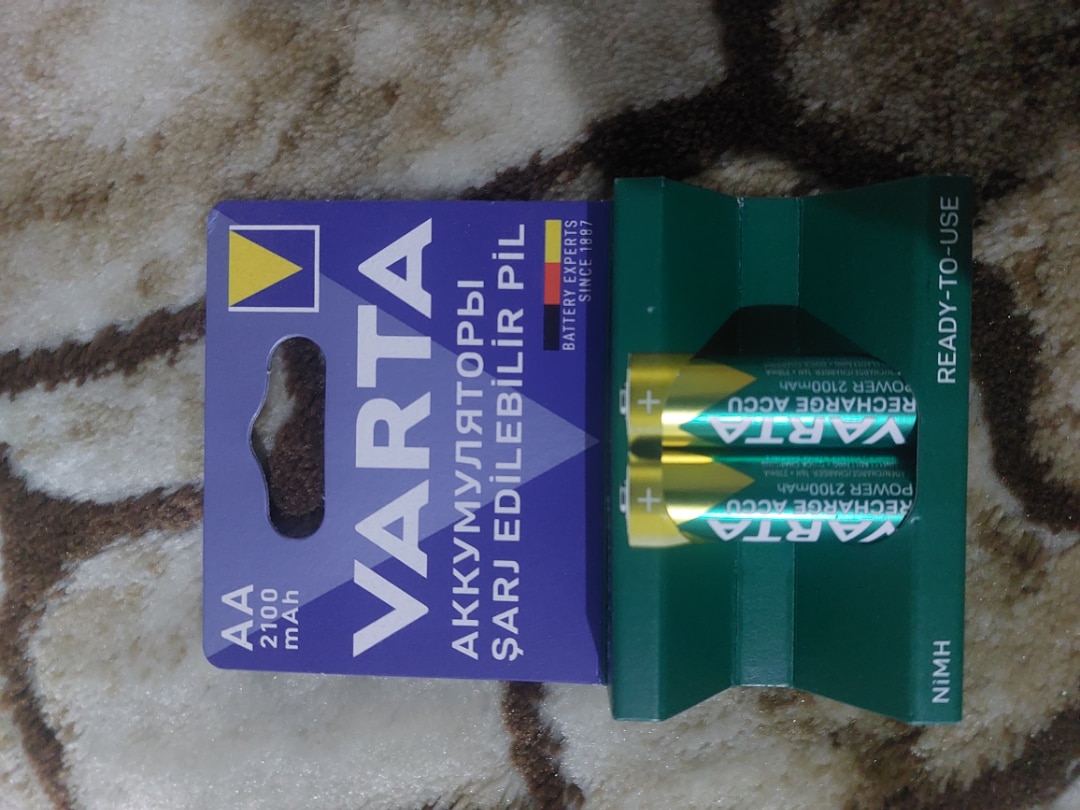 AA
2100
mAh
VARTA
АККУМУЛЯТОРЫ
ŞARJ EDİLEBİLİR PİL
BATTERY EXPERTS
SINCE 1887
VARTA
RECHARGE ACCU
POWER 2100mAh
VARTA
RECHARGE ACCU
POWER 2100mAh
NiMH
READY-TO-USE